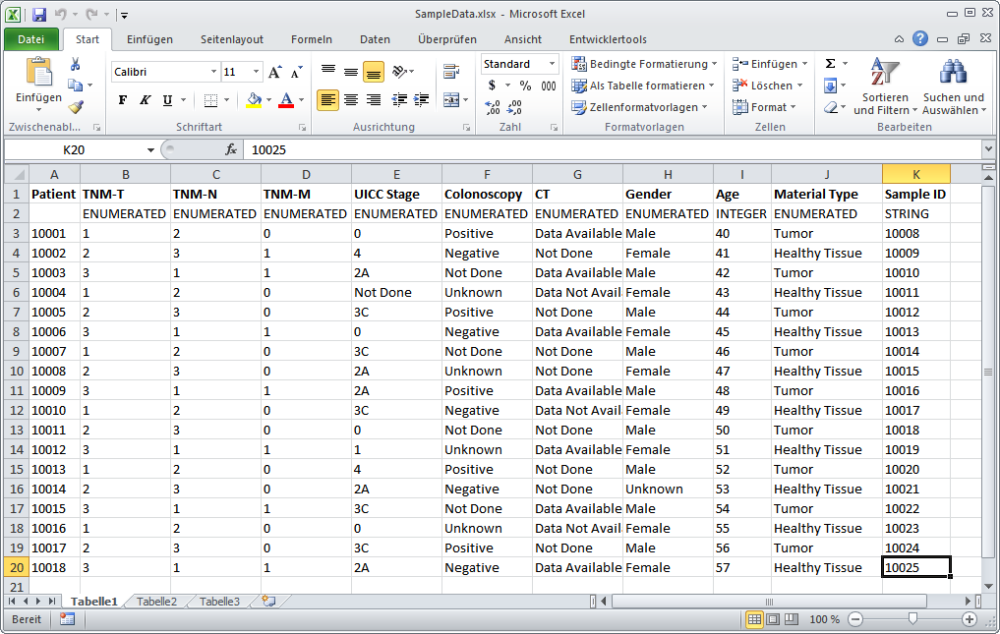 SampleData.xlsx - Microsoft Excel
Datei Start Einfügen Seitenlayout Formeln Daten Überprüfen Ansicht Entwicklertools
Einfügen
Calibri 11
F K U
Standard
$ % 000
Bedingte Formatierung
Als Tabelle formatieren
Zellenformatvorlagen
Einfügen
Löschen
Format
Σ
Sortieren und Filtern
Suchen und Auswählen
Zwischenabl... Schriftart Ausrichtung Zahl Formatvorlagen Zellen Bearbeiten
K20 fx 10025
A B C D E F G H I J K
1 Patient TNM-T TNM-N TNM-M UICC Stage Colonoscopy CT Gender Age Material Type Sample ID
2 ENUMERATED ENUMERATED ENUMERATED ENUMERATED ENUMERATED ENUMERATED ENUMERATED INTEGER ENUMERATED STRING
3 10001 1 2 0 0 Positive Data Available Male 40 Tumor 10008
4 10002 2 3 1 4 Negative Not Done Female 41 Healthy Tissue 10009
5 10003 3 1 1 2A Not Done Data Available Male 42 Tumor 10010
6 10004 1 2 0 Not Done Unknown Data Not Avail Female 43 Healthy Tissue 10011
7 10005 2 3 0 3C Positive Not Done Male 44 Tumor 10012
8 10006 3 1 1 0 Negative Data Available Female 45 Healthy Tissue 10013
9 10007 1 2 0 3C Not Done Not Done Male 46 Tumor 10014
10 10008 2 3 0 2A Unknown Not Done Female 47 Healthy Tissue 10015
11 10009 3 1 1 2A Positive Data Available Male 48 Tumor 10016
12 10010 1 2 0 3C Negative Data Not Avail Female 49 Healthy Tissue 10017
13 10011 2 3 0 0 Not Done Not Done Male 50 Tumor 10018
14 10012 3 1 1 1 Unknown Data Available Female 51 Healthy Tissue 10019
15 10013 1 2 0 4 Positive Not Done Male 52 Tumor 10020
16 10014 2 3 0 2A Negative Not Done Unknown 53 Healthy Tissue 10021
17 10015 3 1 1 3C Not Done Data Available Male 54 Tumor 10022
18 10016 1 2 0 0 Unknown Data Not Avail Female 55 Healthy Tissue 10023
19 10017 2 3 0 3C Positive Not Done Male 56 Tumor 10024
20 10018 3 1 1 2A Negative Data Available Female 57 Healthy Tissue 10025
21
Tabelle1 Tabelle2 Tabelle3
Bereit 100 %